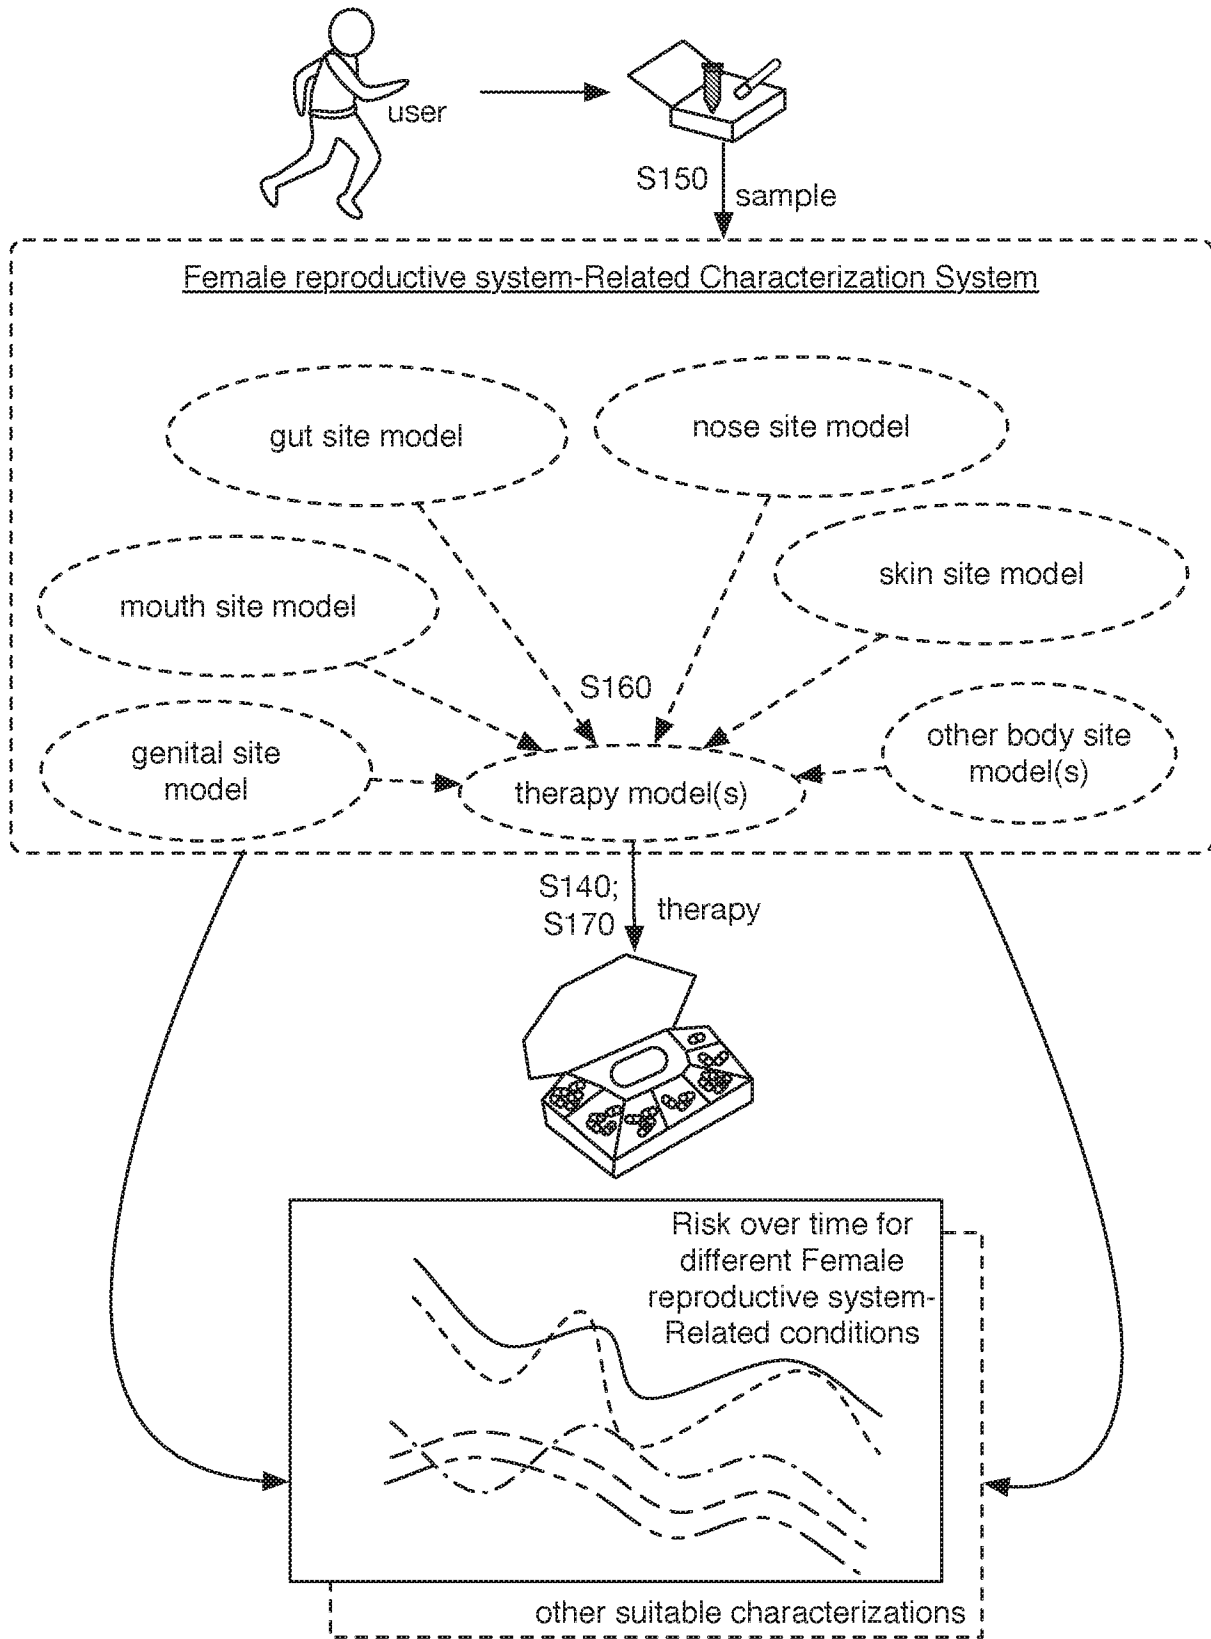 user
S150
sample
Female reproductive system-Related Characterization System
gut site model
nose site model
mouth site model
skin site model
S160
genital site
model
therapy model(s)
other body site
model(s)
S140;
S170
therapy
Risk over time for
different Female
reproductive system-
Related conditions
other suitable characterizations